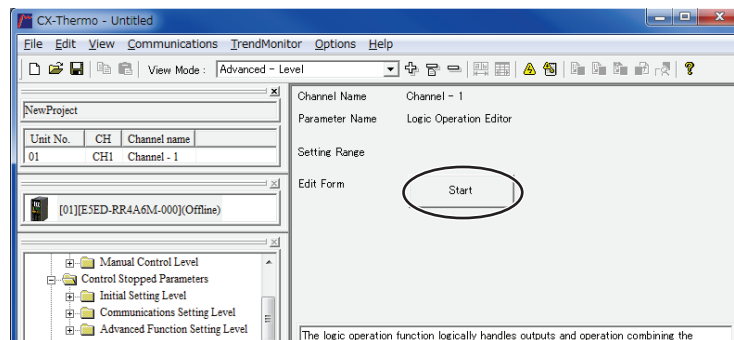 CX-Thermo - Untitled
File Edit View Communications TrendMonitor Options Help
View Mode : Advanced - Level
NewProject
Unit No. CH Channel name
01 CH1 Channel - 1
[01][E5ED-RR4A6M-000](Offline)
Manual Control Level
Control Stopped Parameters
Initial Setting Level
Communications Setting Level
Advanced Function Setting Level
Channel Name Channel - 1
Parameter Name Logic Operation Editor
Setting Range
Edit Form Start
The logic operation function logically handles outputs and operation combining the